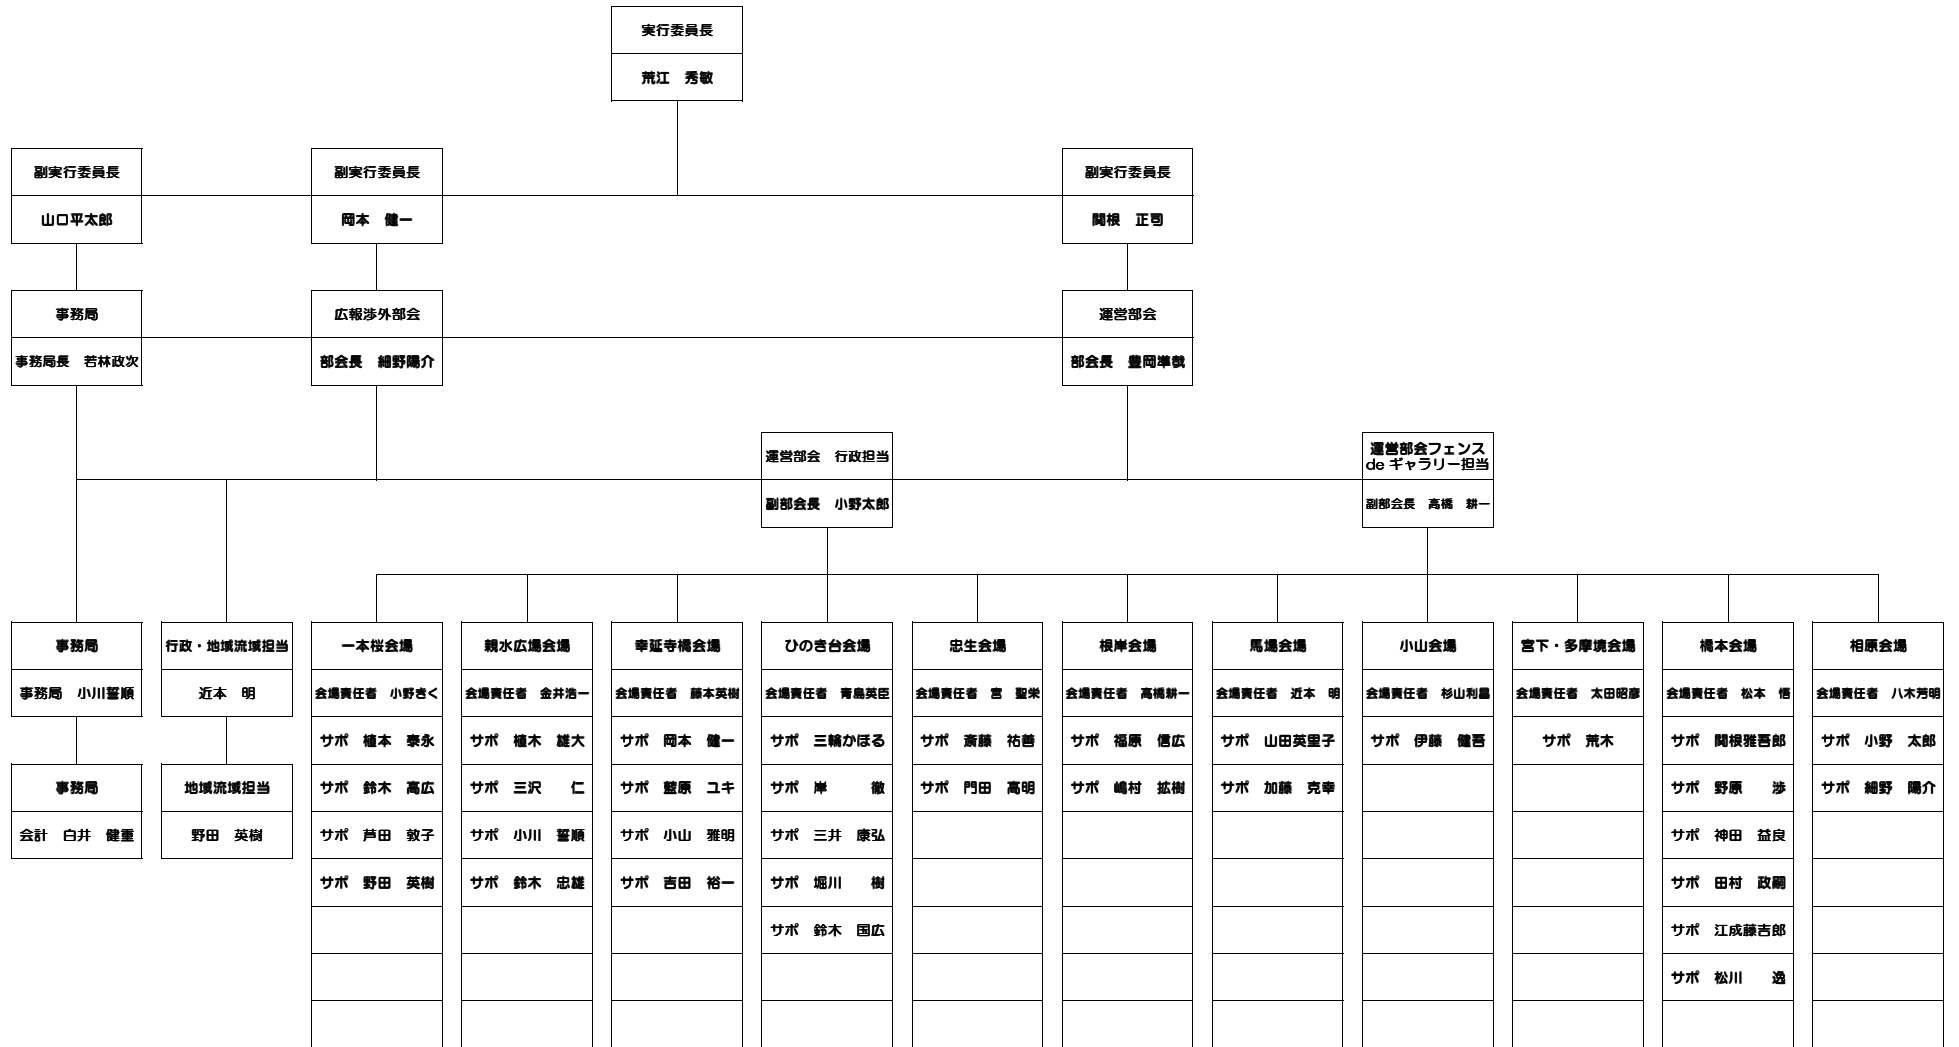 実行委員長
荒江　秀敏
副実行委員長
山口平太郎
副実行委員長
岡本　健一
副実行委員長
関根　正司
事務局
事務局長　若林政次
広報渉外部会
部会長　細野陽介
運営部会
部会長　豊岡準哉
運営部会　行政担当
副部会長　小野太郎
運営部会フェンス
de ギャラリー担当
副部会長　高橋　耕一
事務局
事務局　小川誓順
事務局
会計　白井　健重
行政・地域流域担当
近本　明
地域流域担当
野田　英樹
一本桜会場
会場責任者　小野きく
サポ　植本　泰永
サポ　鈴木　高広
サポ　芦田　敦子
サポ　野田　英樹
親水広場会場
会場責任者　金井浩一
サポ　植木　雄大
サポ　三沢　　仁
サポ　小川　誓順
サポ　鈴木　忠雄
幸延寺橋会場
会場責任者　藤本英樹
サポ　岡本　健一
サポ　藍原　ユキ
サポ　小山　雅明
サポ　吉田　裕一
ひのき台会場
会場責任者　青島英臣
サポ　三輪かほる
サポ　岸　　　徹
サポ　三井　康弘
サポ　堀川　　樹
サポ　鈴木　国広
忠生会場
会場責任者　宮　聖栄
サポ　斎藤　祐善
サポ　門田　高明
根岸会場
会場責任者　高橋耕一
サポ　福原　信広
サポ　嶋村　拡樹
馬場会場
会場責任者　近本　明
サポ　山田英里子
サポ　加藤　克幸
小山会場
会場責任者　杉山利昌
サポ　伊藤　健吾
宮下・多摩境会場
会場責任者　太田昭彦
サポ　荒木
橋本会場
会場責任者　松本　悟
サポ　関根雅吾郎
サポ　野原　　渉
サポ　神田　益良
サポ　田村　政嗣
サポ　江成藤吉郎
サポ　松川　　逸
相原会場
会場責任者　八木芳明
サポ　小野　太郎
サポ　細野　陽介